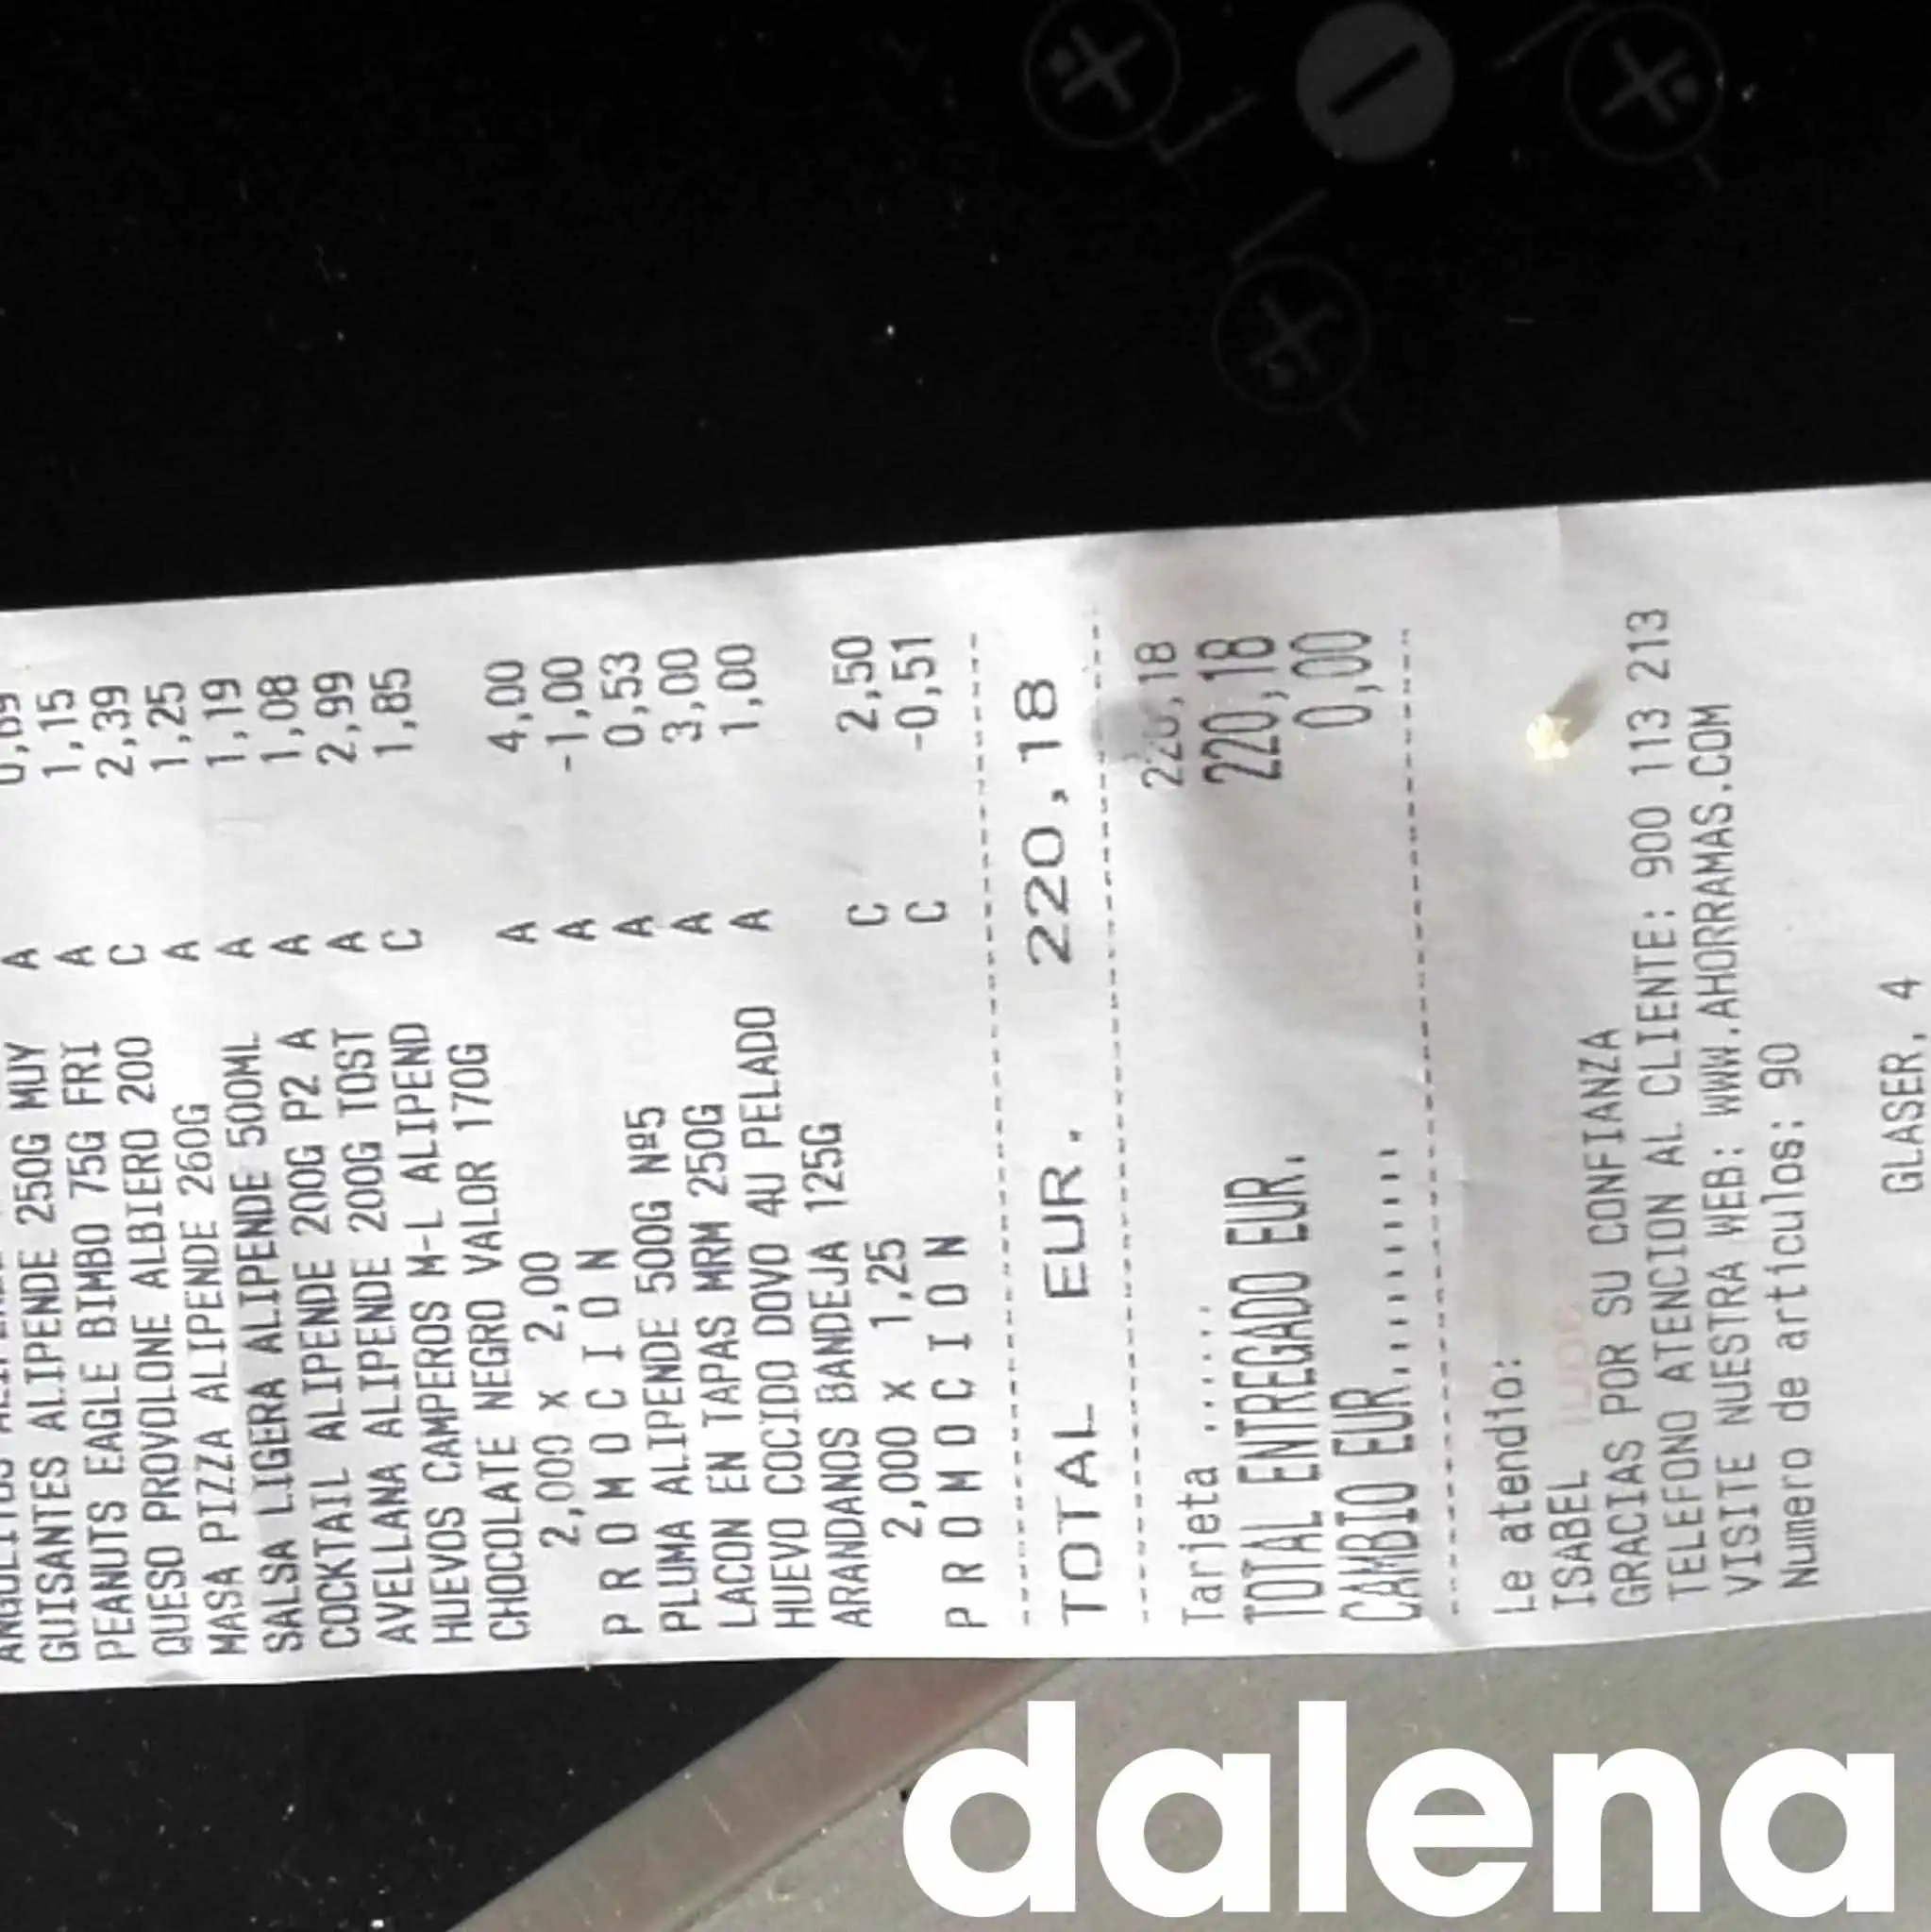 GUISANTES ALIPENDE 250G MUY A 0,69
PEANUTS EAGLE BIMBO 75G FRI A 1,15
QUESO PROVOLONE ALBIERO 200 C 2,39
MASA PIZZA ALIPENDE 260G A 1,25
SALSA LIGERA ALIPENDE 500ML A 1,19
COCKTAIL ALIPENDE 200G P2 A A 1,08
AVELLANA ALIPENDE 200G TOST A 2,99
HUEVOS CAMPEROS M-L ALIPEND C 1,85
CHOCOLATE NEGRO VALOR 170G
2,000 x 2,00 A 4,00
P R O M O C I O N A -1,00
PLUMA ALIPENDE 500G Nº5 A 0,53
LACON EN TAPAS MRM 250G A 3,00
HUEVO COCIDO DOVO 4U PELADO A 1,00
ARANDANOS BANDEJA 125G
2,000 x 1,25 C 2,50
P R O M O C I O N C -0,51
TOTAL EUR. 220,18
Tarjeta ...... 220,18
TOTAL ENTREGADO EUR. 220,18
CAMBIO EUR.......... 0,00
Le atendio:
ISABEL
GRACIAS POR SU CONFIANZA
TELEFONO ATENCION AL CLIENTE: 900 113 213
VISITE NUESTRA WEB: WWW.AHORRAMAS.COM
Numero de articulos: 90
GLASER, 4
dalena